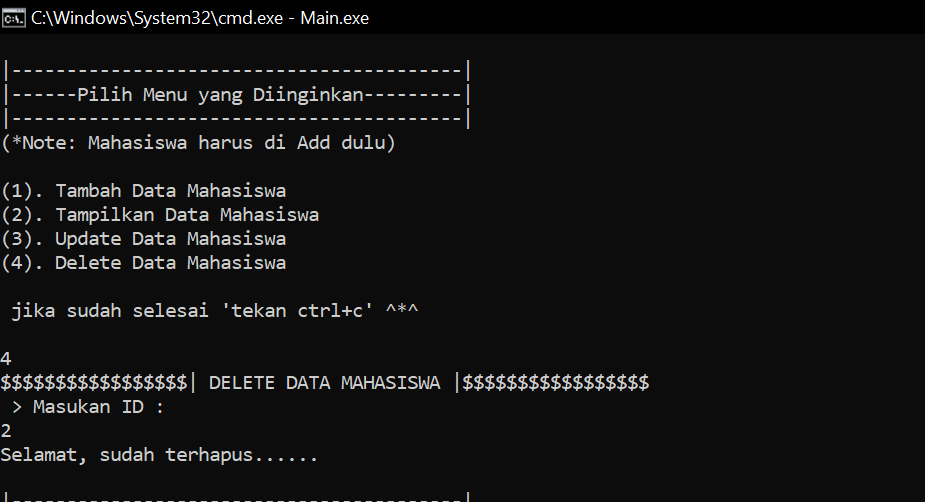 C:\Windows\System32\cmd.exe - Main.exe
|-----------------------------------------|
|------Pilih Menu yang Diinginkan---------|
|-----------------------------------------|
(*Note: Mahasiswa harus di Add dulu)
(1). Tambah Data Mahasiswa
(2). Tampilkan Data Mahasiswa
(3). Update Data Mahasiswa
(4). Delete Data Mahasiswa
jika sudah selesai 'tekan ctrl+c' ^*^
4
$$$$$$$$$$$$$$$$$| DELETE DATA MAHASISWA |$$$$$$$$$$$$$$$$$
> Masukan ID :
2
Selamat, sudah terhapus......
|-----------------------------------------|